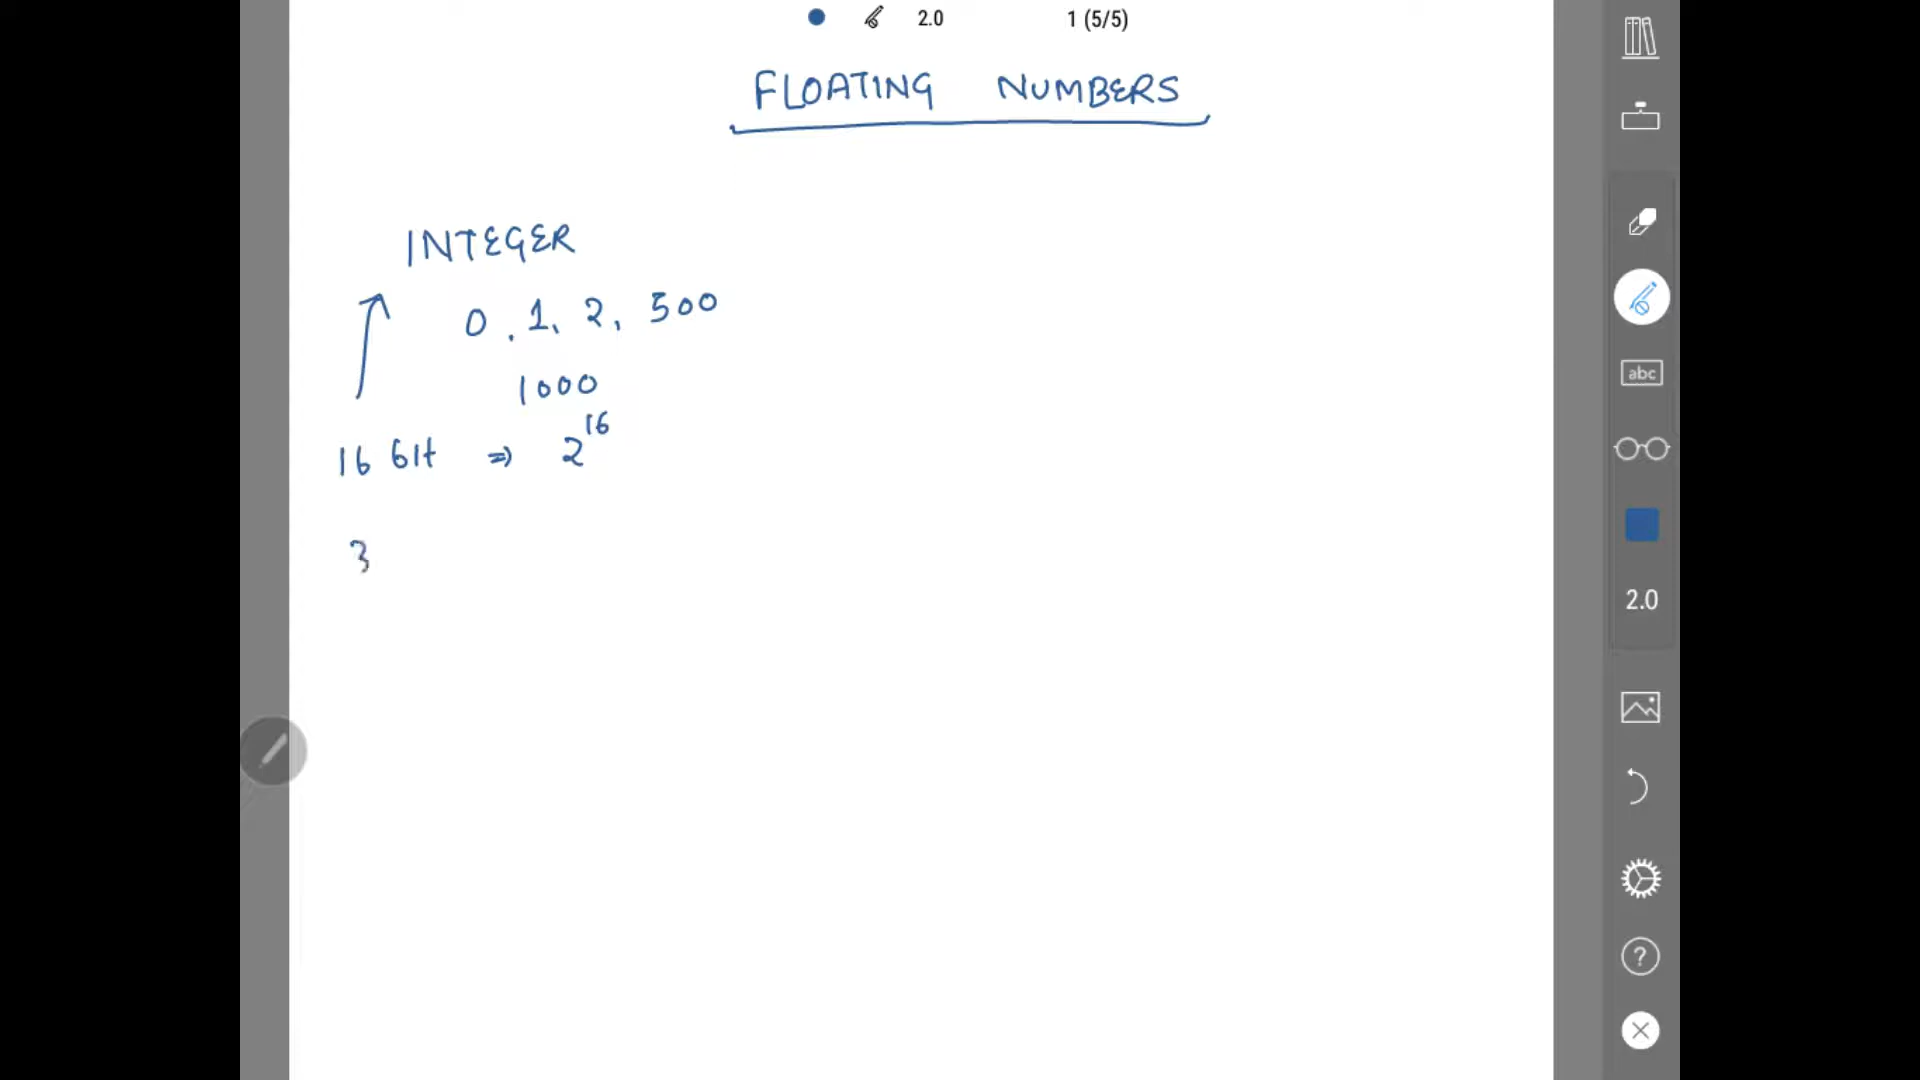 2.0 1 (5/5)
FLOATING NUMBERS
INTEGER
0, 1, 2, 500
1000
16 bit ⇒ 2^16
3
abc
2.0
?